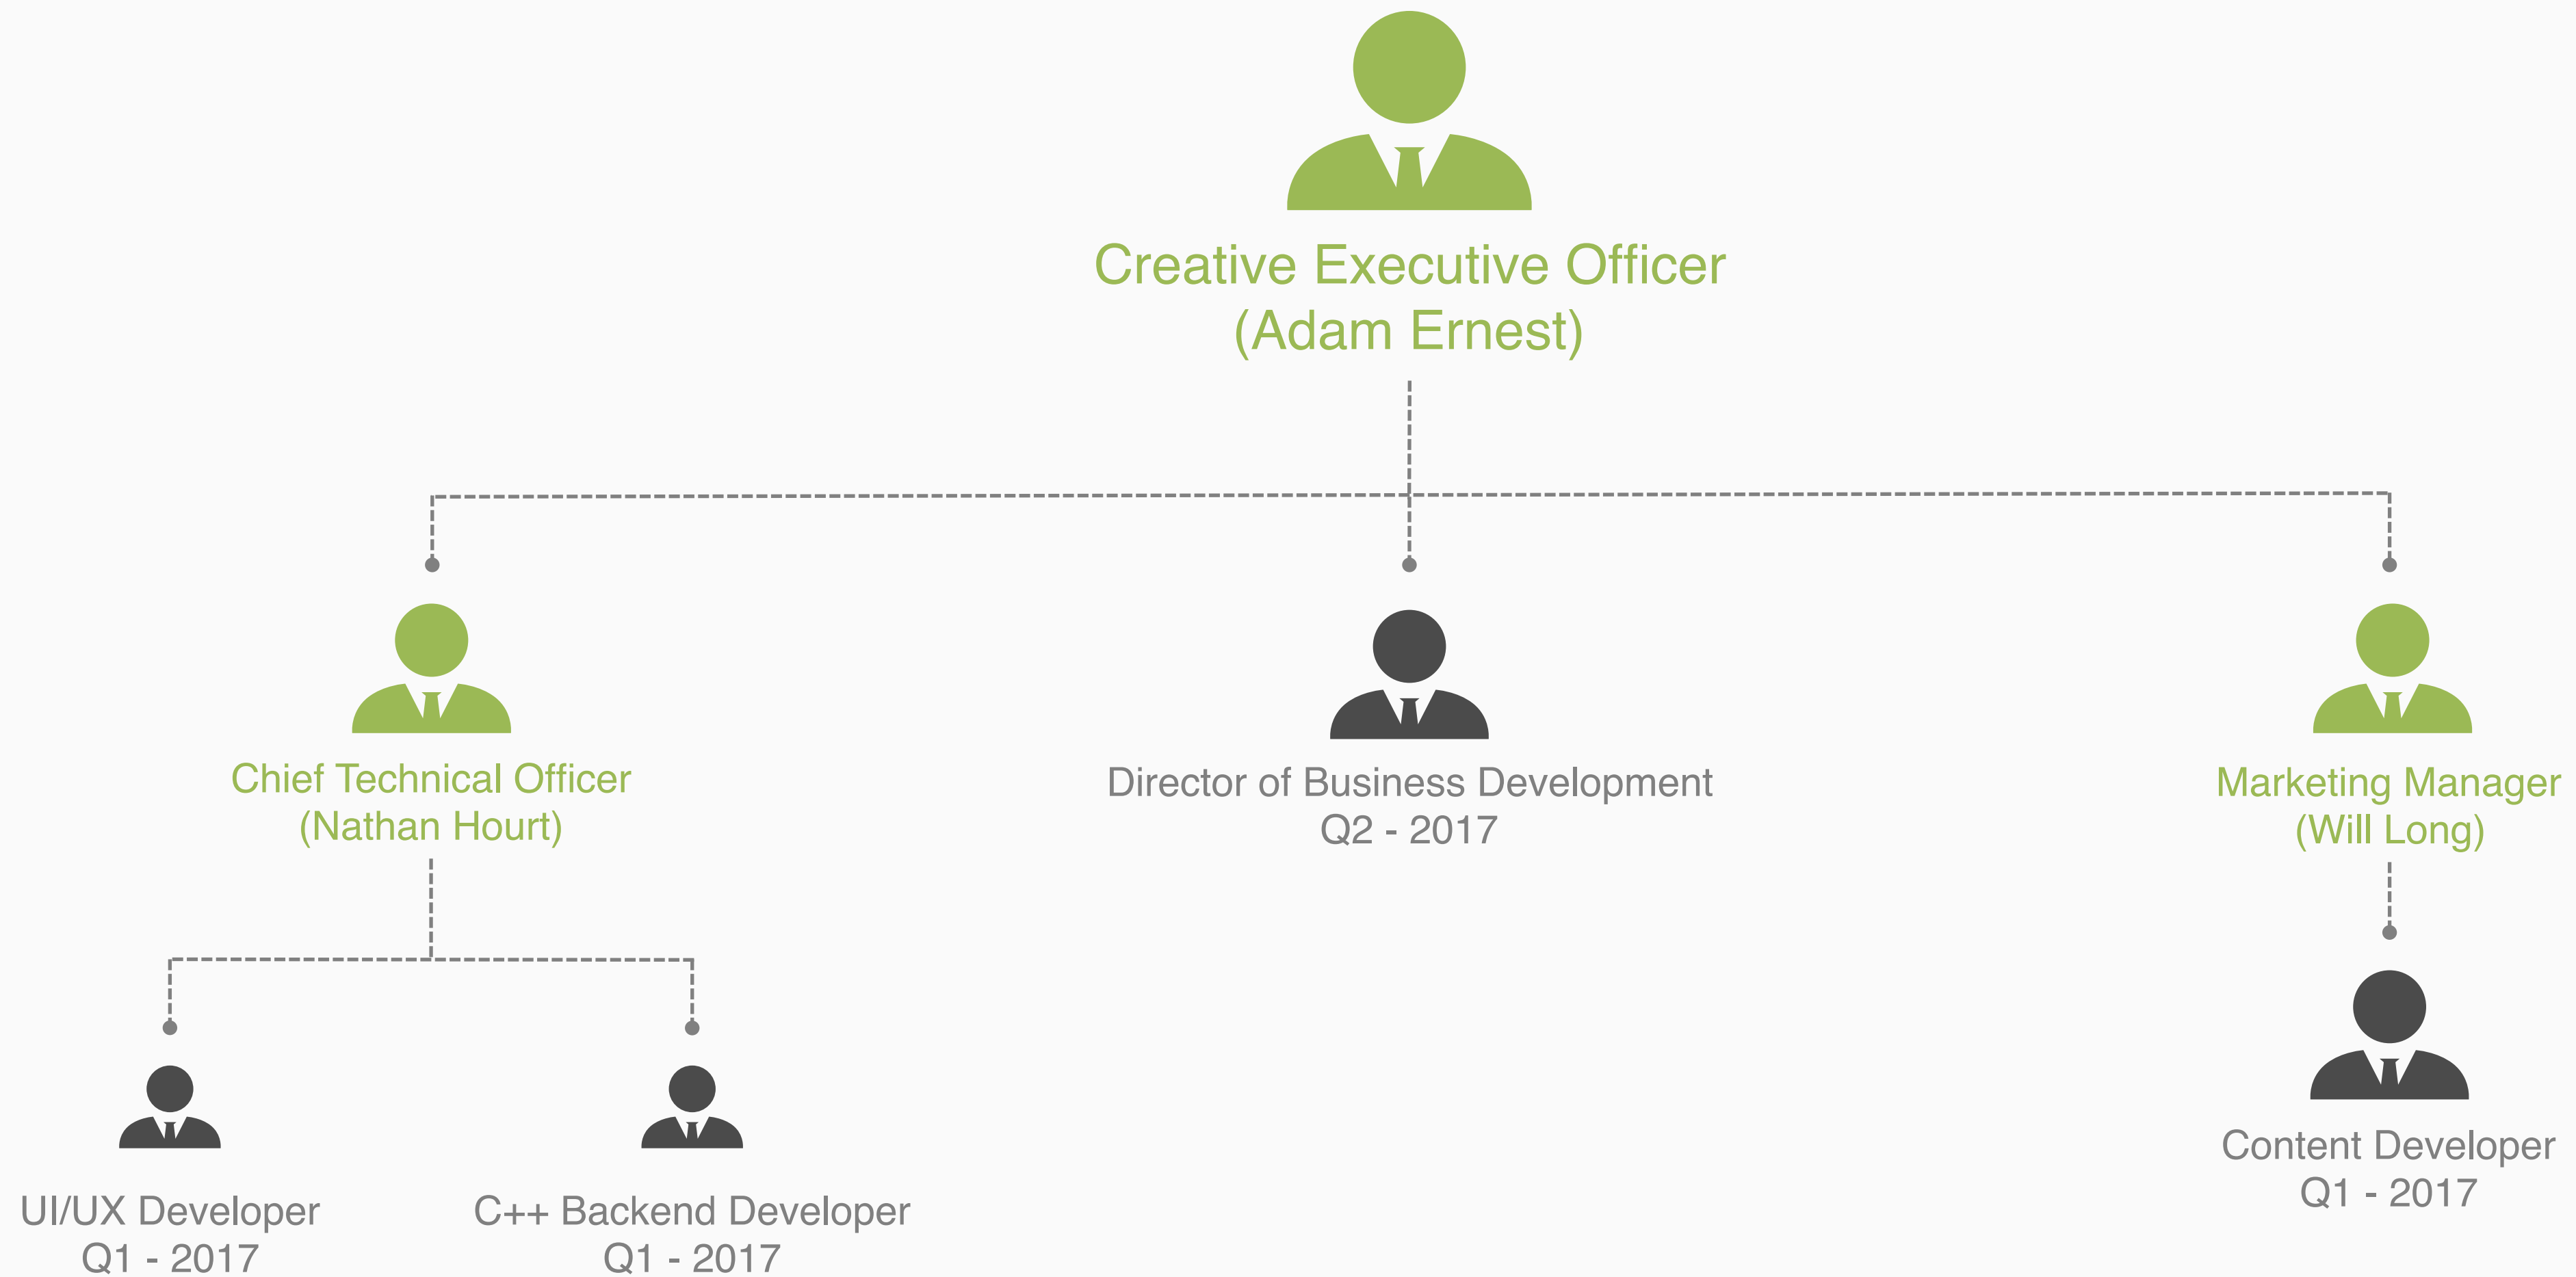 Creative Executive Officer
(Adam Ernest)
Chief Technical Officer
(Nathan Hourt)
Director of Business Development
Q2 - 2017
Marketing Manager
(Will Long)
UI/UX Developer
Q1 - 2017
C++ Backend Developer
Q1 - 2017
Content Developer
Q1 - 2017